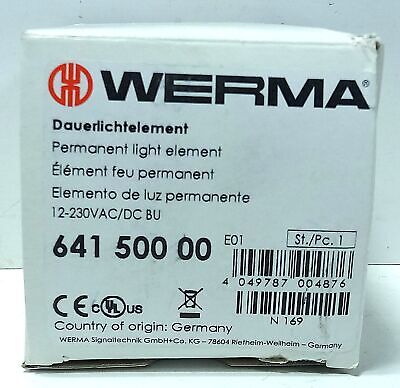 WERMA®
Dauerlichtelement
Permanent light element
Élément feu permanent
Elemento de luz permanente
12-230VAC/DC BU
641 500 00 E01 St./Pc. 1
4 049787 004876
CE c UL US N 169
Country of origin: Germany
WERMA Signaltechnik GmbH+Co. KG – 78604 Rietheim-Weilheim – Germany